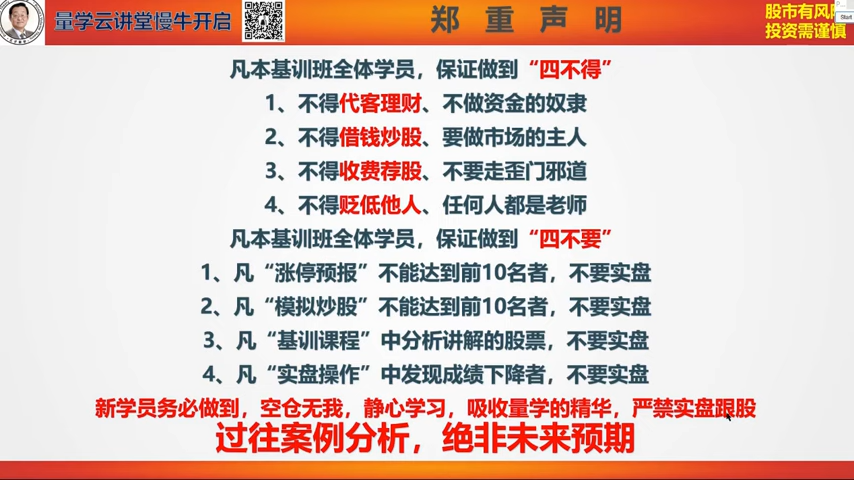 量学云讲堂慢牛开启
郑重声明
股市有风险
投资需谨慎
Start
凡本基训班全体学员，保证做到“四不得”
1、不得代客理财、不做资金的奴隶
2、不得借钱炒股、要做市场的主人
3、不得收费荐股、不要走歪门邪道
4、不得贬低他人、任何人都是老师
凡本基训班全体学员，保证做到“四不要”
1、凡“涨停预报”不能达到前10名者，不要实盘
2、凡“模拟炒股”不能达到前10名者，不要实盘
3、凡“基训课程”中分析讲解的股票，不要实盘
4、凡“实盘操作”中发现成绩下降者，不要实盘
新学员务必做到，空仓无我，静心学习，吸收量学的精华，严禁实盘跟股
过往案例分析，绝非未来预期